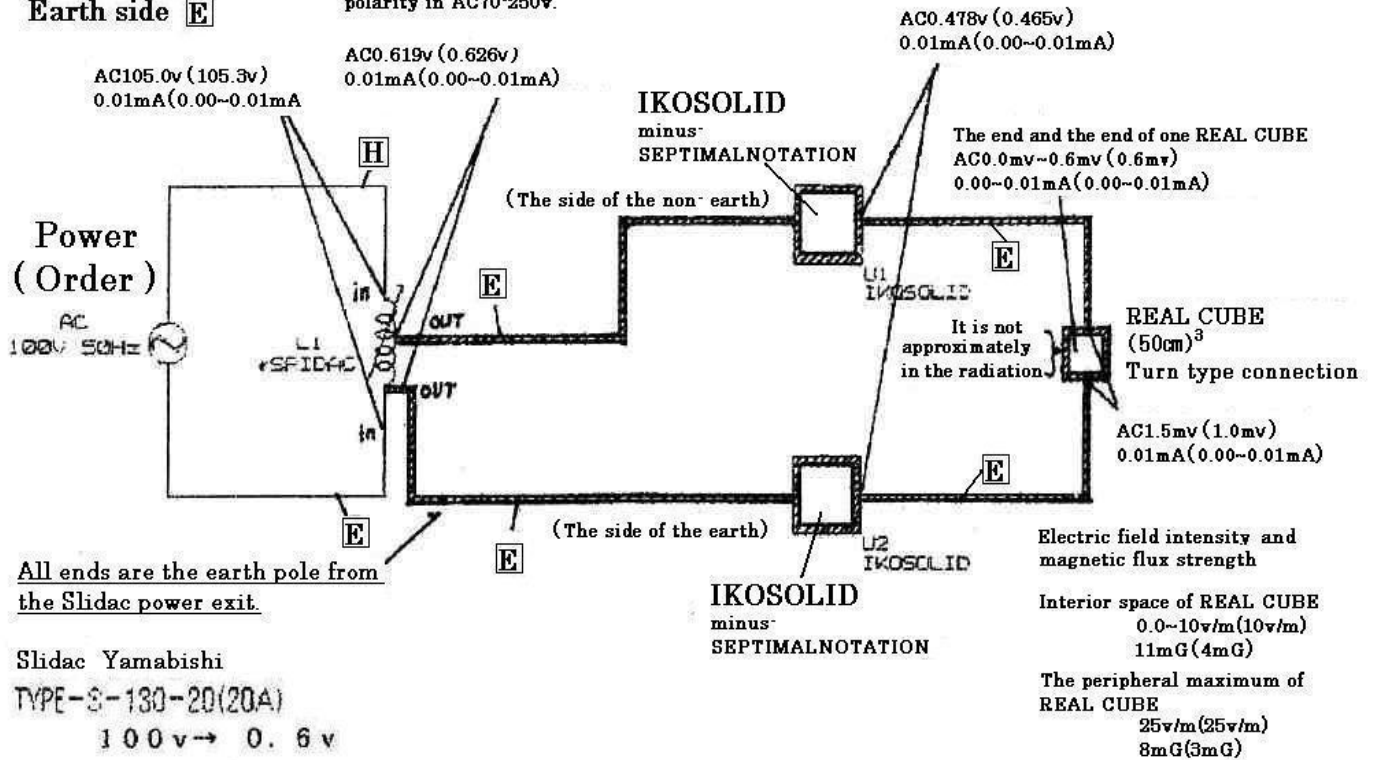 Earth side E
polarity in AC70-250v.
AC105.0v(105.3v)
0.01mA(0.00~0.01mA
AC0.619v(0.626v)
0.01mA(0.00~0.01mA)
AC0.478v(0.465v)
0.01mA(0.00~0.01mA)
H
IKOSOLID
minus-
SEPTIMALNOTATION
The end and the end of one REAL CUBE
AC0.0mv~0.6mv(0.6mv)
0.00~0.01mA(0.00~0.01mA)
(The side of the non-earth)
E
Power
(Order)
AC
100V 50Hz
in
L1
out
E
U1
IKOSOLID
It is not
approximately
in the radiation
REAL CUBE
(50cm)³
Turn type connection
out
in
AC1.5mv(1.0mv)
0.01mA(0.00~0.01mA)
E
E
(The side of the earth)
E
U2
IKOSOLID
All ends are the earth pole from
the Slidac power exit.
IKOSOLID
minus-
SEPTIMALNOTATION
Electric field intensity and
magnetic flux strength
Interior space of REAL CUBE
0.0~10v/m(10v/m)
11mG(4mG)
The peripheral maximum of
REAL CUBE
25v/m(25v/m)
8mG(3mG)
Slidac Yamabishi
TYPE-S-130-20(20A)
100v→ 0.6v